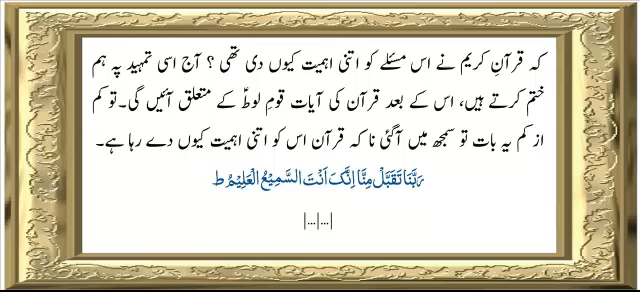 کہ قرآنِ کریم نے اس مسئلے کو اتنی اہمیت کیوں دی تھی ؟ آج اسی تمہید پہ ہم
ختم کرتے ہیں، اس کے بعد قرآن کی آیات قومِ لوطؑ کے متعلق آئیں گی۔تو کم
از کم یہ بات تو سمجھ میں آگئی نا کہ قرآن اس کو اتنی اہمیت کیوں دے رہا ہے۔
رَبَّنَا تَقَبَّلْ مِنَّا اِنَّکَ اَنْتَ السَّمِیْعُ الْعَلِیْمُ ط
|...|...|